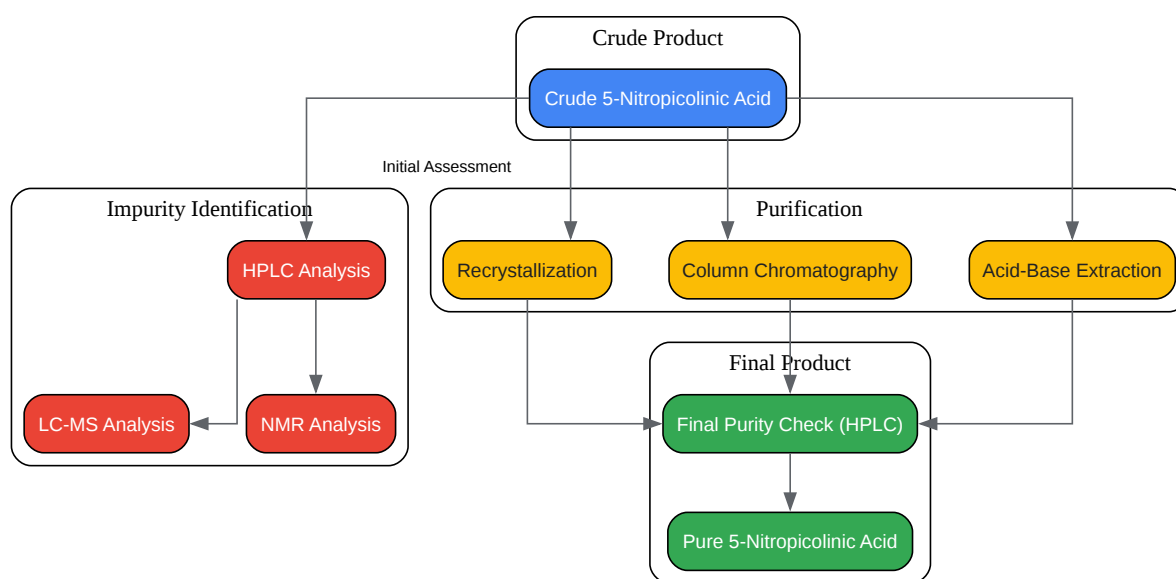 Crude Product
Crude 5-Nitropicolinic Acid
Initial Assessment
Impurity Identification
Purification
HPLC Analysis
Recrystallization
Column Chromatography
Acid-Base Extraction
Final Product
LC-MS Analysis
NMR Analysis
Final Purity Check (HPLC)
Pure 5-Nitropicolinic Acid